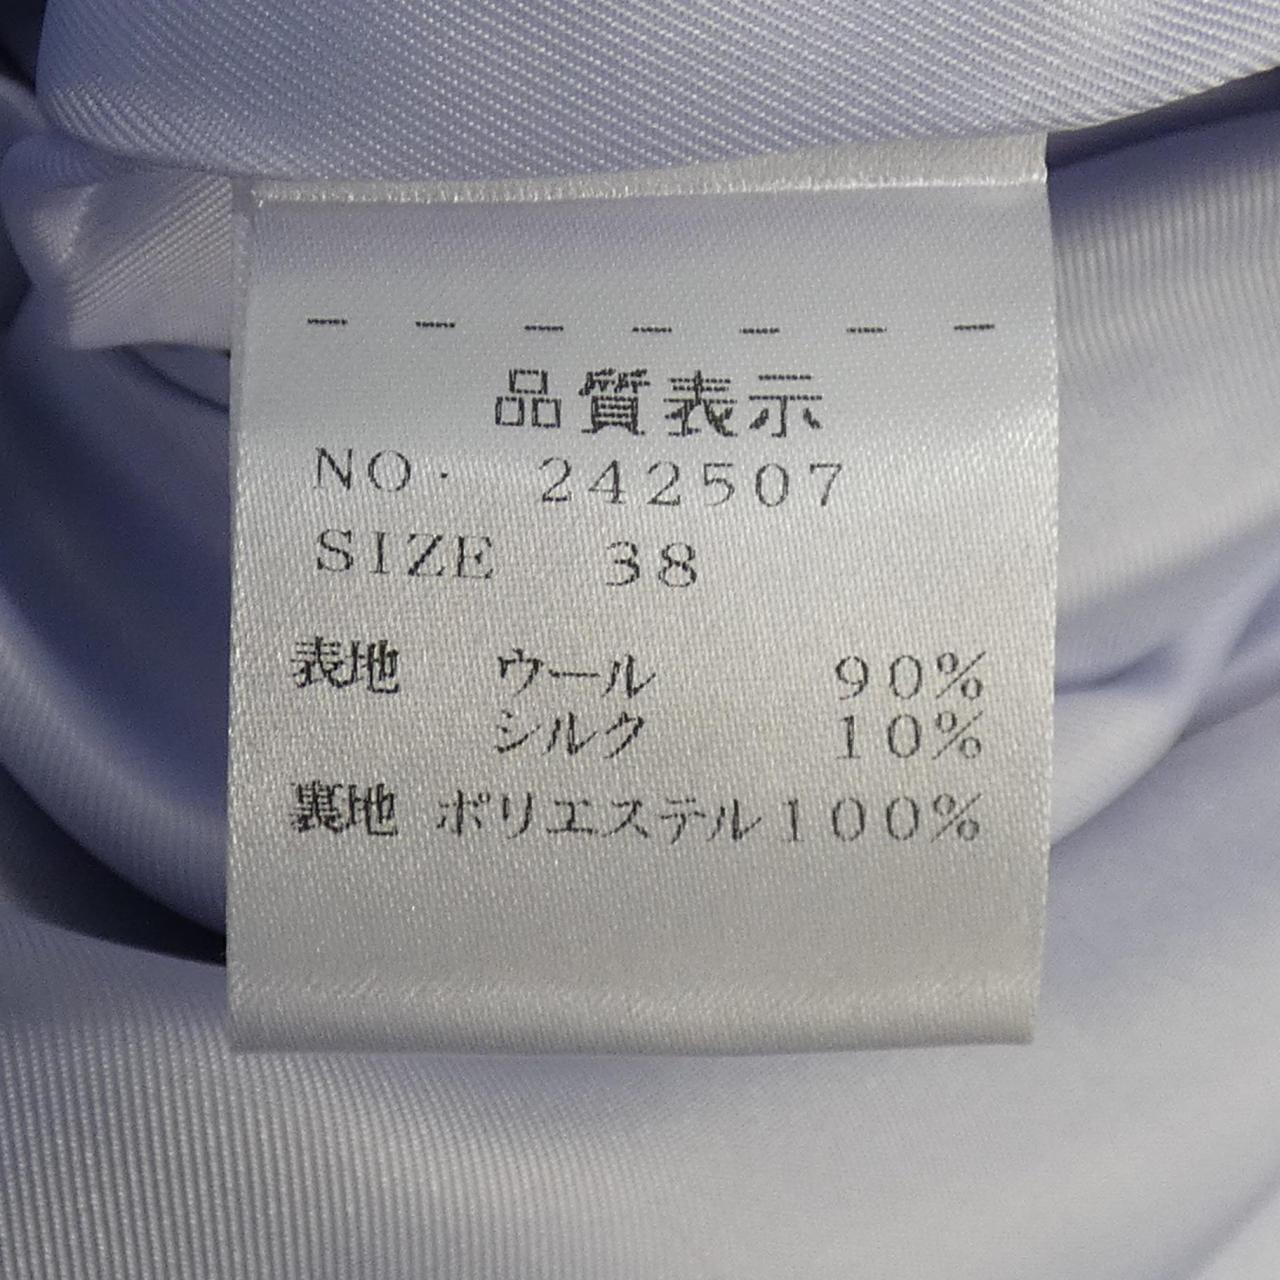 品質表示
NO. 242507
SIZE 38
表地 ウール 90%
シルク 10%
裏地 ポリエステル100%